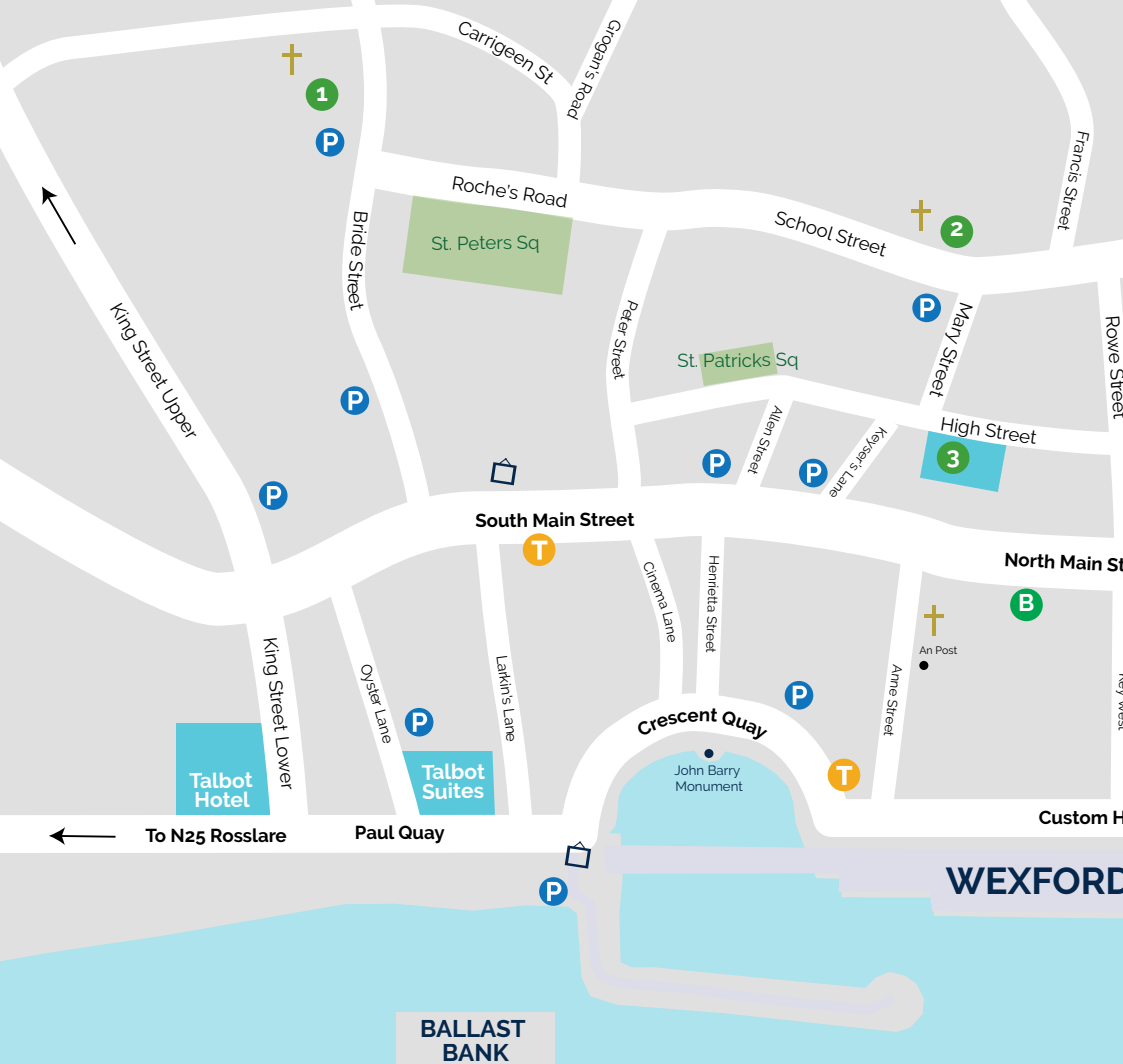 Carrigeen St
Grogan's Road
1
P
Francis Street
Roche's Road
2
School Street
Bride Street
St. Peters Sq
P
King Street Upper
Peter Street
Mary Street
Rowe Street
St. Patricks Sq
P
Allen Street
Keyser's Lane
High Street
3
P
P
P
South Main Street
T
North Main St
B
Cinema Lane
Henrietta Street
An Post
King Street Lower
Oyster Lane
Larkin's Lane
Anne Street
Key West
P
P
Crescent Quay
John Barry
Monument
T
Talbot
Hotel
Talbot
Suites
To N25 Rosslare
Paul Quay
Custom H
P
WEXFORD
BALLAST
BANK